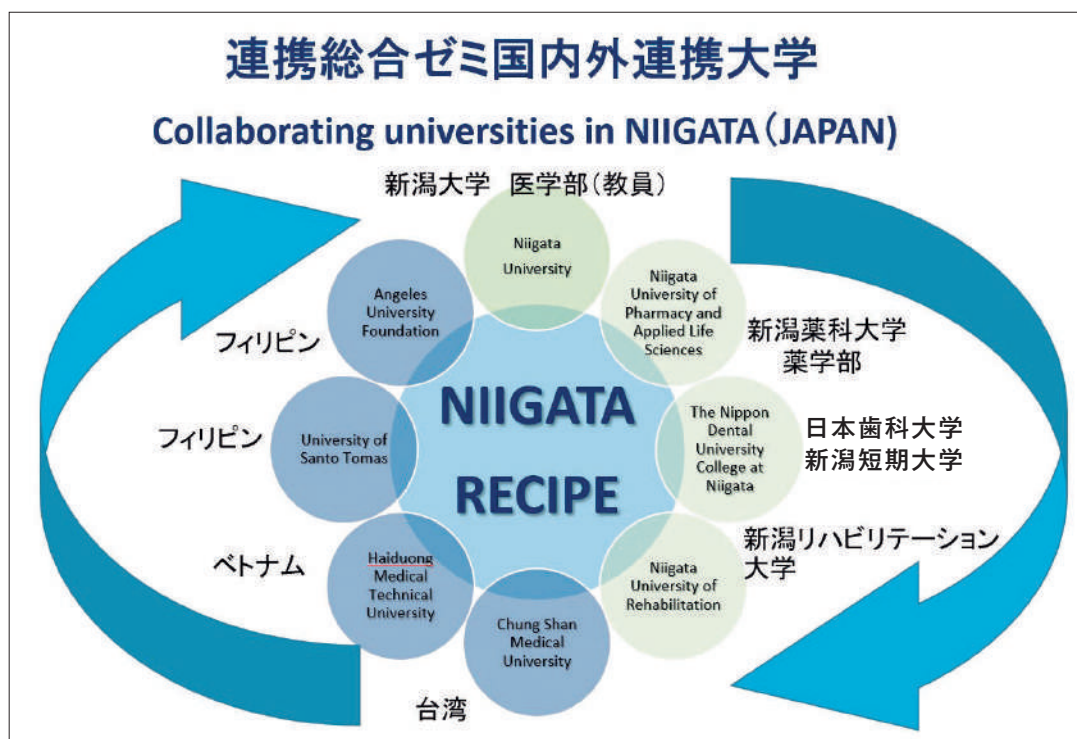 連携総合ゼミ国内外連携大学
Collaborating universities in NIIGATA(JAPAN)
新潟大学 医学部(教員)
Niigata
University
Angeles
University
Foundation
フィリピン
Niigata
University of
Pharmacy and
Applied Life
Sciences
新潟薬科大学
薬学部
NIIGATA
RECIPE
フィリピン
University of
Santo Tomas
The Nippon
Dental
University
College at
Niigata
日本歯科大学
新潟短期大学
ベトナム
Haiduong
Medical
Technical
University
新潟リハビリテーション
大学
Niigata
University of
Rehabilitation
Chung Shan
Medical
University
台湾